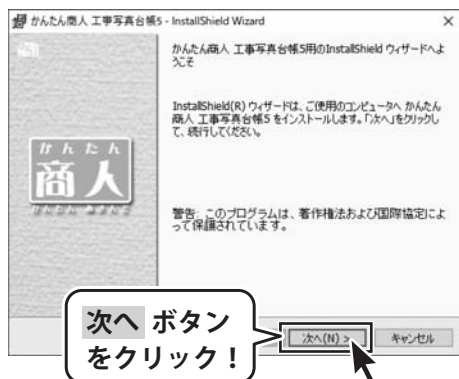 かんたん商人 工事写真台帳5 - InstallShield Wizard
かんたん商人 工事写真台帳5用のInstallShield ウィザードへよ
うこそ
InstallShield(R) ウィザードは、ご使用のコンピュータへ かんたん
商人 工事写真台帳5 をインストールします。「次へ」をクリックし
て、続行してください。
かんたん
商人
かんたん あきんど
警告: このプログラムは、著作権法および国際協定によ
って保護されています。
次へ ボタン
をクリック！
次へ(N) >
キャンセル